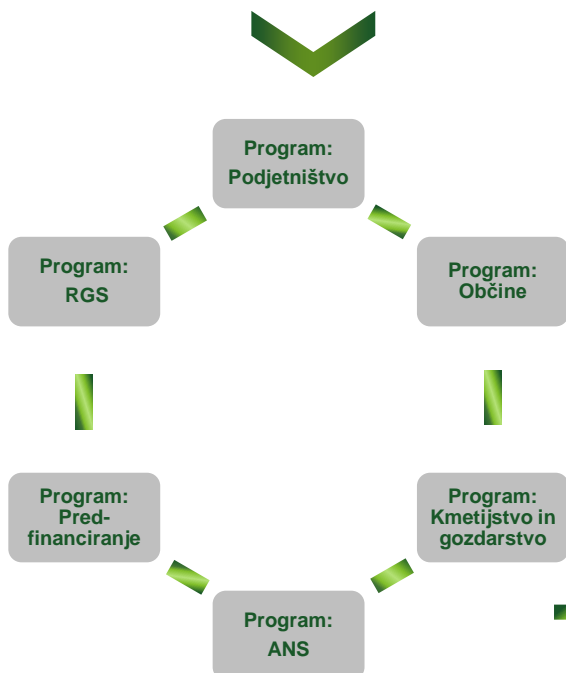 Program:
Podjetništvo
Program:
RGS
Program:
Občine
Program:
Pred-
financiranje
Program:
Kmetijstvo in
gozdarstvo
Program:
ANS